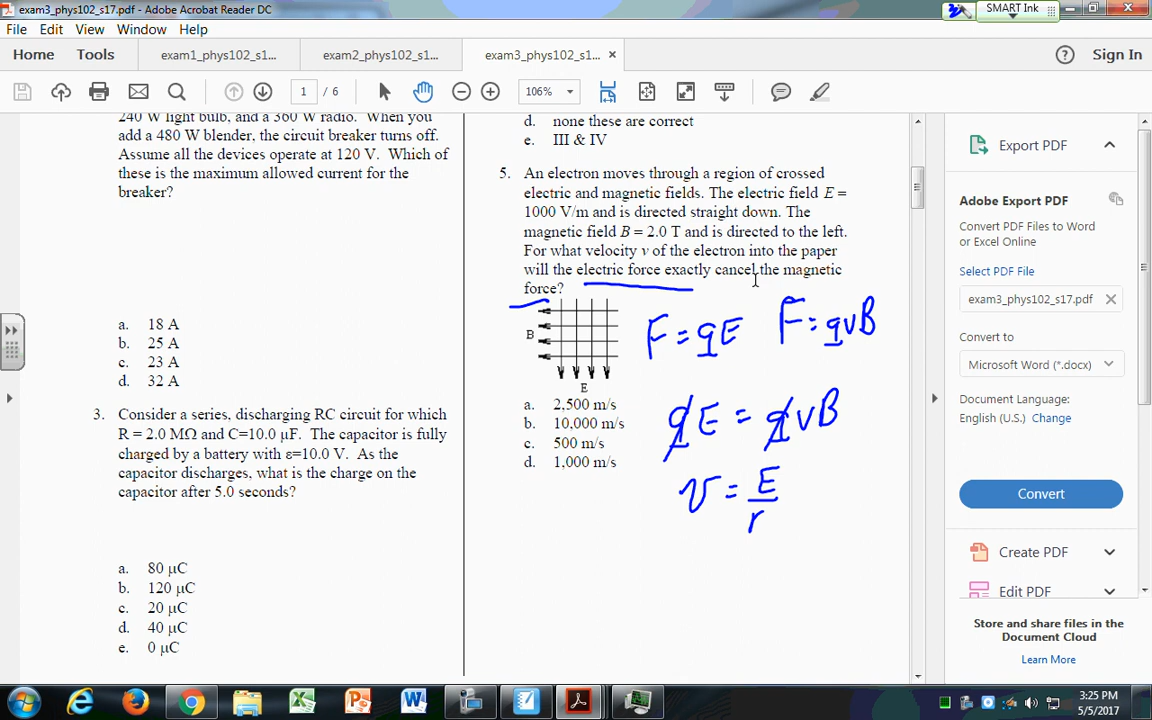 exam3_phys102_s17.pdf - Adobe Acrobat Reader DC
SMART Ink
File Edit View Window Help
Home Tools exam1_phys102_s1... exam2_phys102_s1... exam3_phys102_s1... × ? Sign In
1 / 6 106%
240 W light bulb, and a 360 W radio. When you
add a 480 W blender, the circuit breaker turns off.
Assume all the devices operate at 120 V. Which of
these is the maximum allowed current for the
breaker?
a. 18 A
b. 25 A
c. 23 A
d. 32 A
3. Consider a series, discharging RC circuit for which
R = 2.0 MΩ and C=10.0 μF. The capacitor is fully
charged by a battery with ε=10.0 V. As the
capacitor discharges, what is the charge on the
capacitor after 5.0 seconds?
a. 80 μC
b. 120 μC
c. 20 μC
d. 40 μC
e. 0 μC
d. none these are correct
e. III & IV
5. An electron moves through a region of crossed
electric and magnetic fields. The electric field E =
1000 V/m and is directed straight down. The
magnetic field B = 2.0 T and is directed to the left.
For what velocity v of the electron into the paper
will the electric force exactly cancel the magnetic
force?
B
E
F = qE F = qvB
a. 2,500 m/s
b. 10,000 m/s
c. 500 m/s
d. 1,000 m/s
qE = qvB
v = E
r
Export PDF
Adobe Export PDF
Convert PDF Files to Word
or Excel Online
Select PDF File
exam3_phys102_s17.pdf ×
Convert to
Microsoft Word (*.docx)
Document Language:
English (U.S.) Change
Convert
Create PDF
Edit PDF
Store and share files in the
Document Cloud
Learn More
3:25 PM
5/5/2017